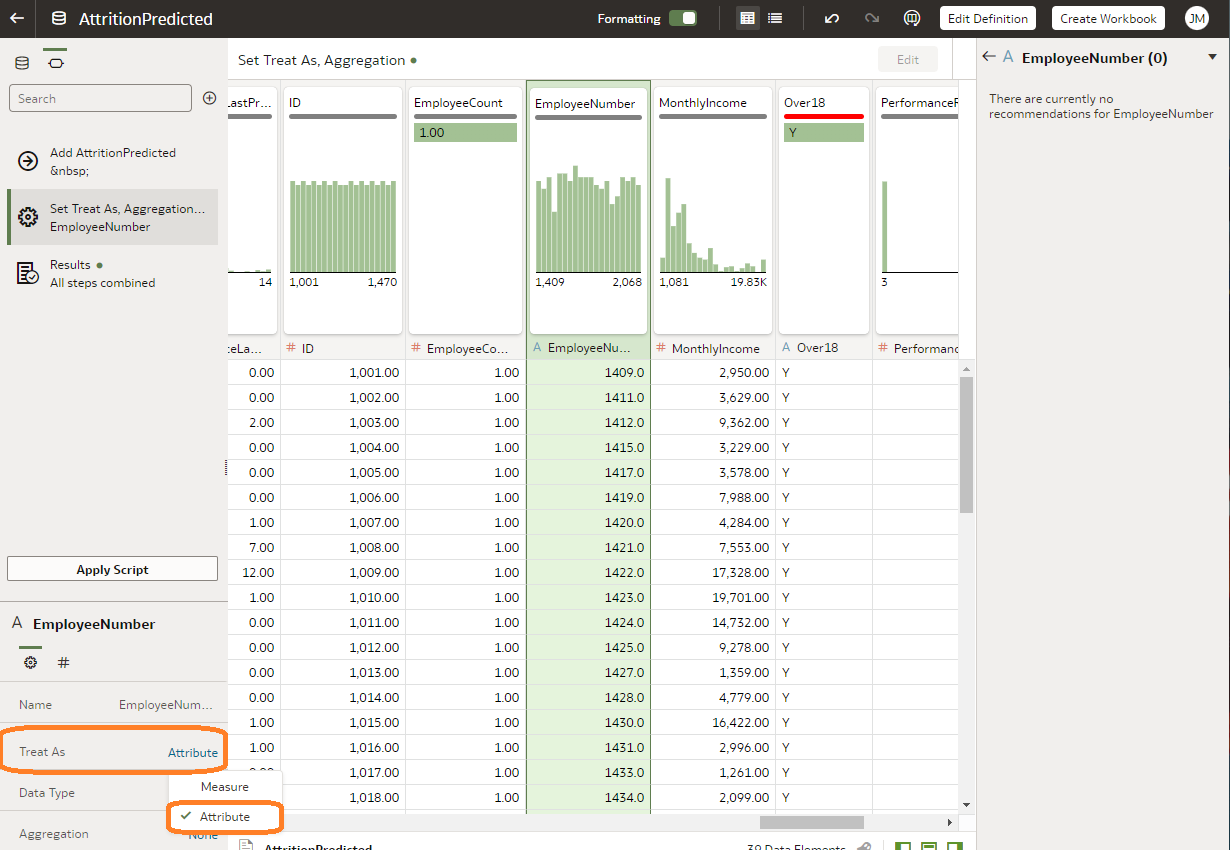 AttritionPredicted
Formatting
Edit Definition
Create Workbook
JM
Search
Add AttritionPredicted
&nbsp;
Set Treat As, Aggregation...
EmployeeNumber
Results
All steps combined
Apply Script
A EmployeeNumber
#
Name EmployeeNum...
Treat As Attribute
Data Type
Measure
Attribute
Aggregation None
Set Treat As, Aggregation
Edit
LastPr... ID EmployeeCount EmployeeNumber MonthlyIncome Over18 PerformanceR
1.00 Y
14 1,001 1,470 1,409 2,068 1,081 19.83K 3
ceLa... # ID # EmployeeCo... A EmployeeNu... # MonthlyIncome A Over18 # Performanc
0.00 1,001.00 1.00 1409.0 2,950.00 Y
0.00 1,002.00 1.00 1411.0 3,629.00 Y
2.00 1,003.00 1.00 1412.0 9,362.00 Y
0.00 1,004.00 1.00 1415.0 3,229.00 Y
0.00 1,005.00 1.00 1417.0 3,578.00 Y
0.00 1,006.00 1.00 1419.0 7,988.00 Y
1.00 1,007.00 1.00 1420.0 4,284.00 Y
7.00 1,008.00 1.00 1421.0 7,553.00 Y
12.00 1,009.00 1.00 1422.0 17,328.00 Y
1.00 1,010.00 1.00 1423.0 19,701.00 Y
0.00 1,011.00 1.00 1424.0 14,732.00 Y
0.00 1,012.00 1.00 1425.0 9,278.00 Y
0.00 1,013.00 1.00 1427.0 1,359.00 Y
0.00 1,014.00 1.00 1428.0 4,779.00 Y
1.00 1,015.00 1.00 1430.0 16,422.00 Y
1.00 1,016.00 1.00 1431.0 2,996.00 Y
0.00 1,017.00 1.00 1433.0 1,261.00 Y
1,018.00 1.00 1434.0 2,099.00 Y
AttritionPredicted
39 Data Elements
A EmployeeNumber (0)
There are currently no
recommendations for EmployeeNumber